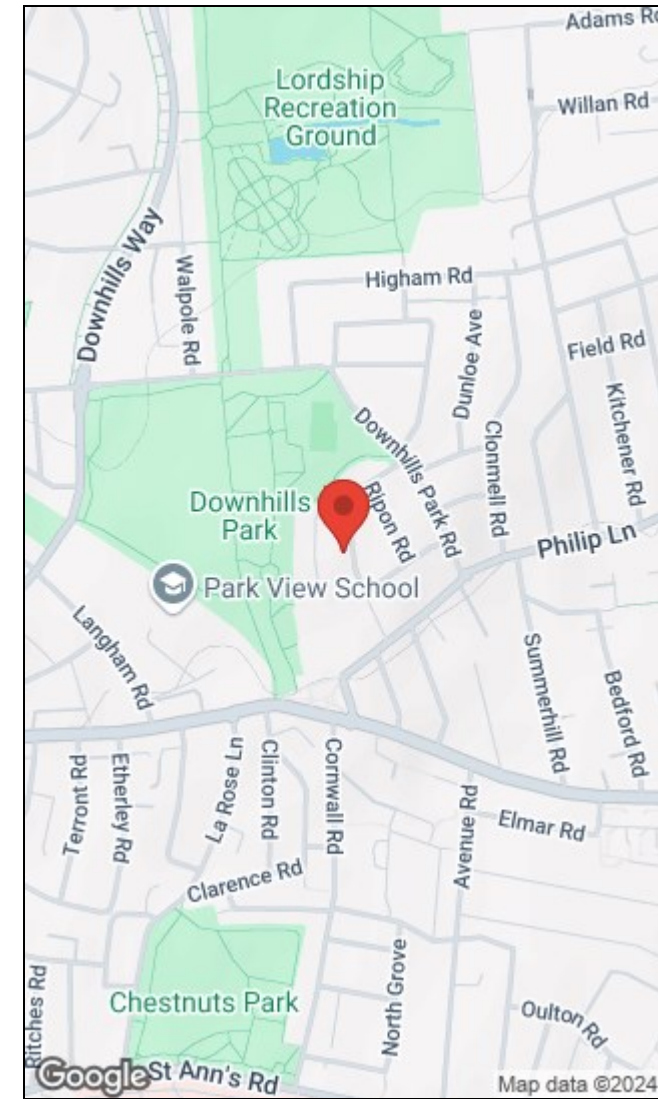 Adams Rd
Lordship
Recreation
Ground
Willan Rd
Downhills Way
Walpole Rd
Higham Rd
Dunloe Ave
Field Rd
Kitchener Rd
Downhills Park Rd
Clonmell Rd
Downhills
Park
Ripon Rd
Philip Ln
Park View School
Langham Rd
Summerhill Rd
Bedford Rd
Terront Rd
Etherley Rd
La Rose Ln
Clinton Rd
Cornwall Rd
Avenue Rd
Elmar Rd
Clarence Rd
Chestnuts Park
North Grove
Oulton Rd
Ritches Rd
Google
St Ann's Rd
Map data ©2024